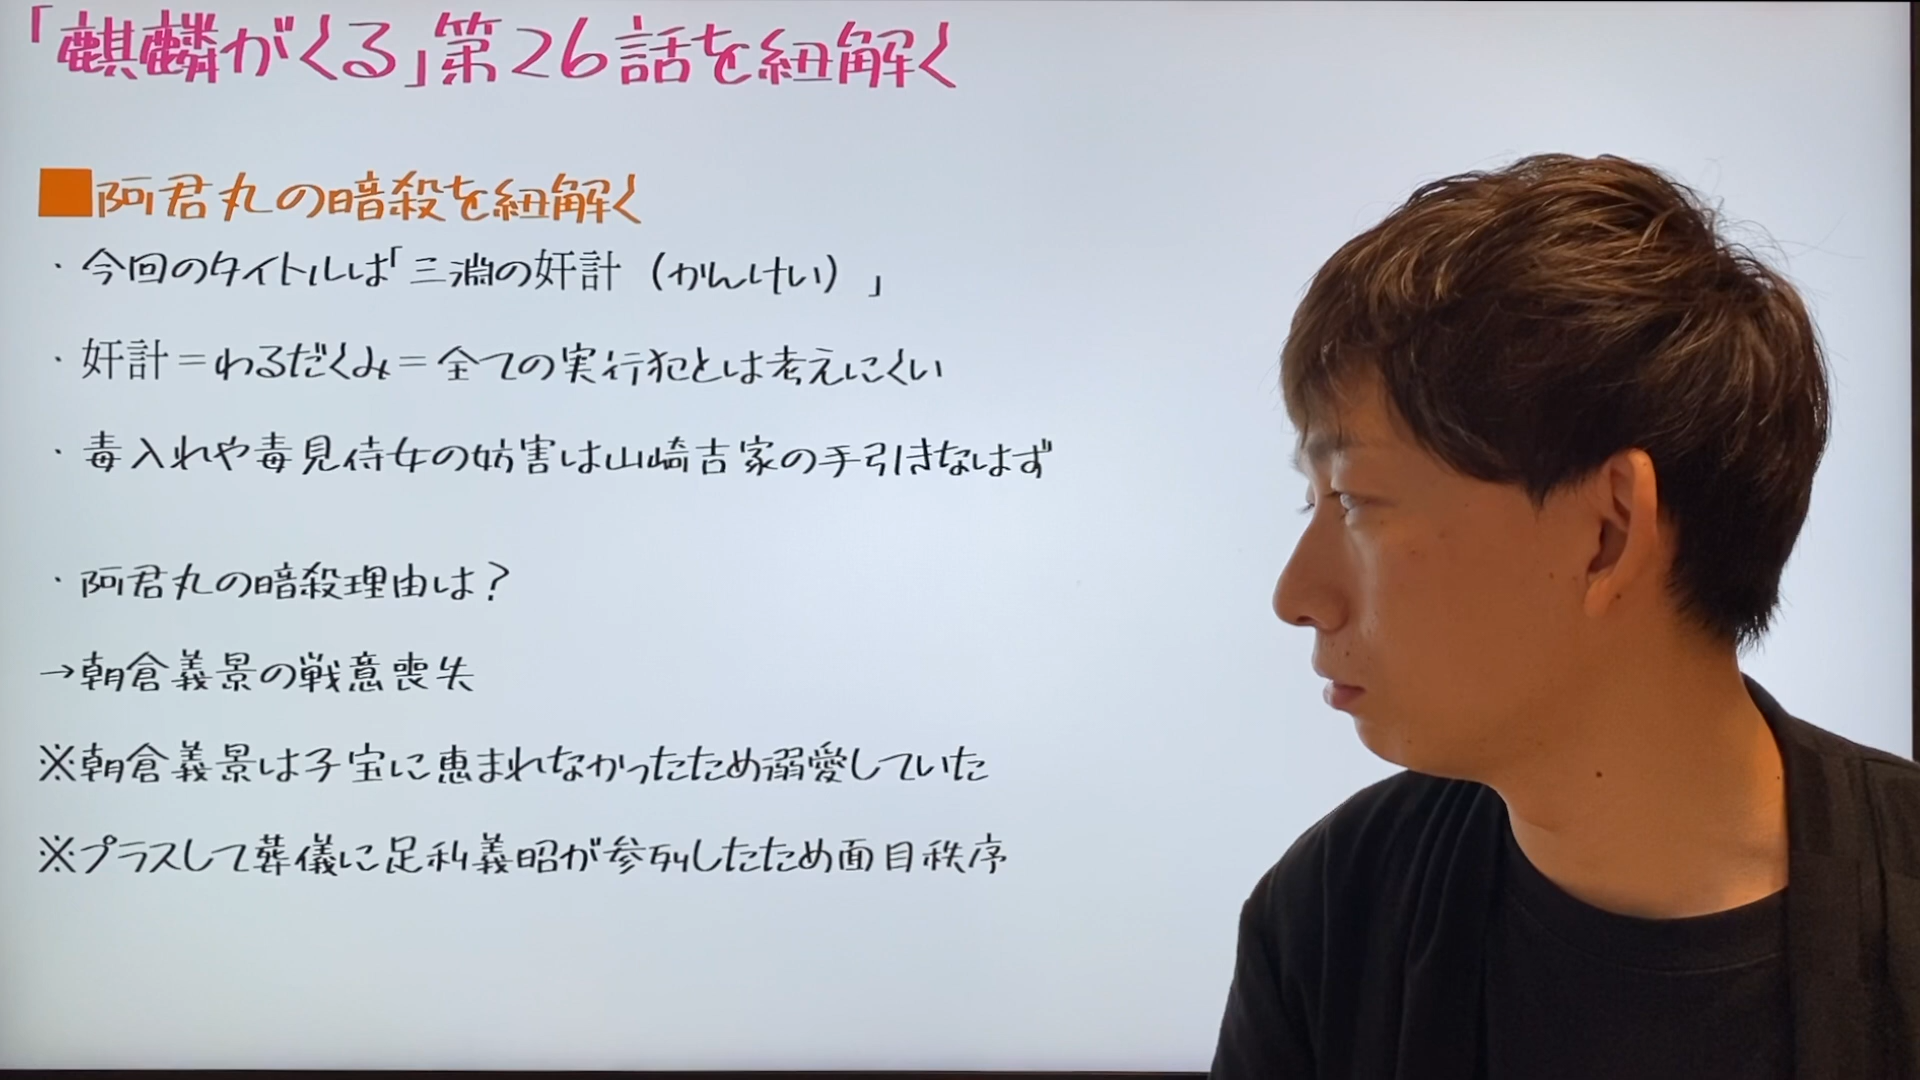 「麒麟がくる」第26話を紐解く
■阿君丸の暗殺を紐解く
・今回のタイトルは「三淵の奸計（かんけい）」
・奸計＝わるだくみ＝全ての実行犯とは考えにくい
・毒入れや毒見侍女の妨害は山崎吉家の手引きなはず
・阿君丸の暗殺理由は？
→朝倉義景の戦意喪失
※朝倉義景は子宝に恵まれなかったため溺愛していた
※プラスして葬儀に足利義昭が参列したため面目秩序